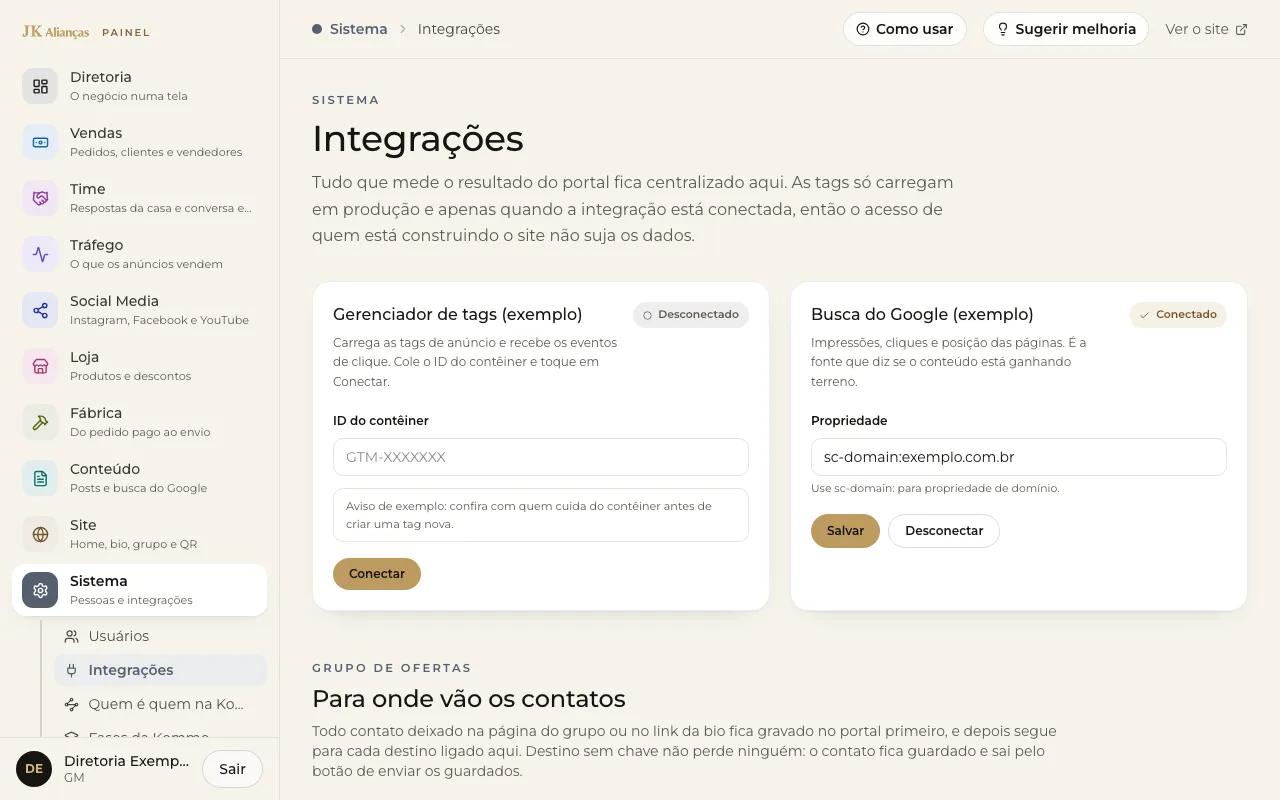 JK Alianças PAINEL
Diretoria
O negócio numa tela
Vendas
Pedidos, clientes e vendedores
Time
Respostas da casa e conversa e...
Tráfego
O que os anúncios vendem
Social Media
Instagram, Facebook e YouTube
Loja
Produtos e descontos
Fábrica
Do pedido pago ao envio
Conteúdo
Posts e busca do Google
Site
Home, bio, grupo e QR
Sistema
Pessoas e integrações
Usuários
Integrações
Quem é quem na Ko...
DE
Diretoria Exemp...
GM
Sair
Sistema
Integrações
Como usar
Sugerir melhoria
Ver o site
SISTEMA
Integrações
Tudo que mede o resultado do portal fica centralizado aqui. As tags só carregam
em produção e apenas quando a integração está conectada, então o acesso de
quem está construindo o site não suja os dados.
Gerenciador de tags (exemplo)
Desconectado
Carrega as tags de anúncio e recebe os eventos
de clique. Cole o ID do contêiner e toque em
Conectar.
ID do contêiner
GTM-XXXXXXX
Aviso de exemplo: confira com quem cuida do contêiner antes de
criar uma tag nova.
Conectar
Busca do Google (exemplo)
Conectado
Impressões, cliques e posição das páginas. É a
fonte que diz se o conteúdo está ganhando
terreno.
Propriedade
sc-domain:exemplo.com.br
Use sc-domain: para propriedade de domínio.
Salvar
Desconectar
GRUPO DE OFERTAS
Para onde vão os contatos
Todo contato deixado na página do grupo ou no link da bio fica gravado no portal primeiro, e depois segue
para cada destino ligado aqui. Destino sem chave não perde ninguém: o contato fica guardado e sai pelo
botão de enviar os guardados.